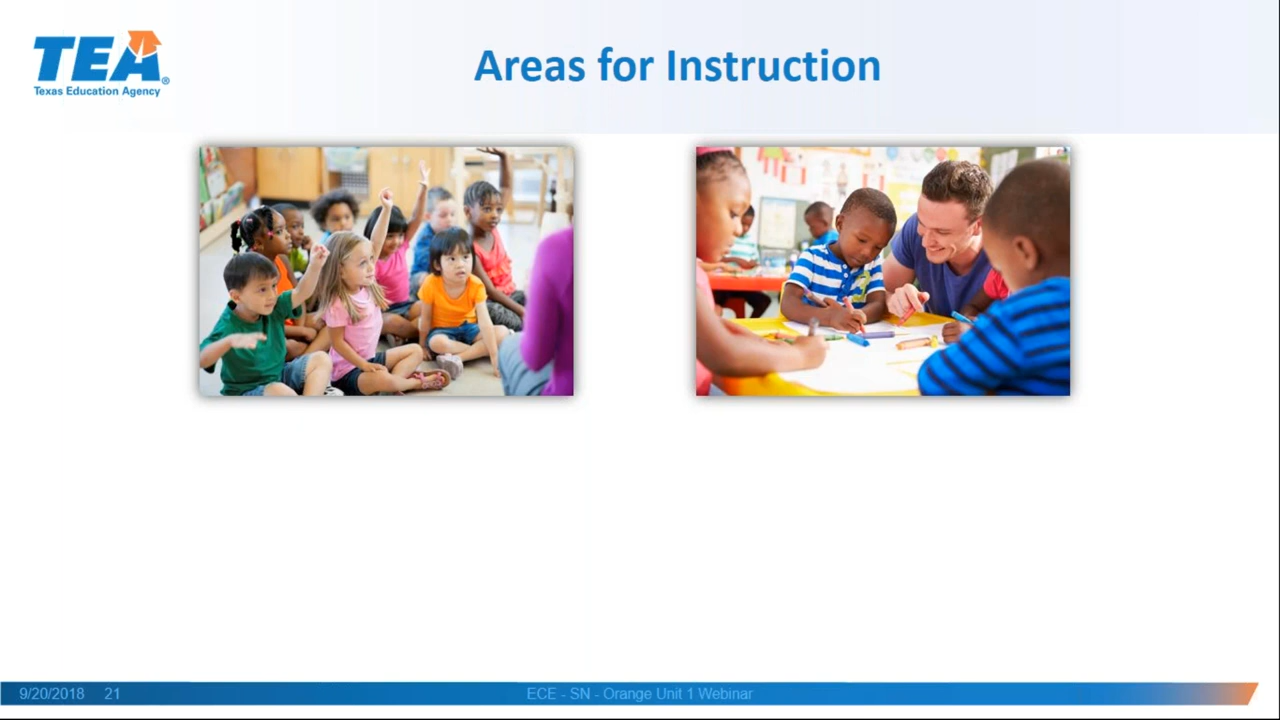 TEA®
Texas Education Agency
Areas for Instruction
9/20/2018 21 ECE - SN - Orange Unit 1 Webinar